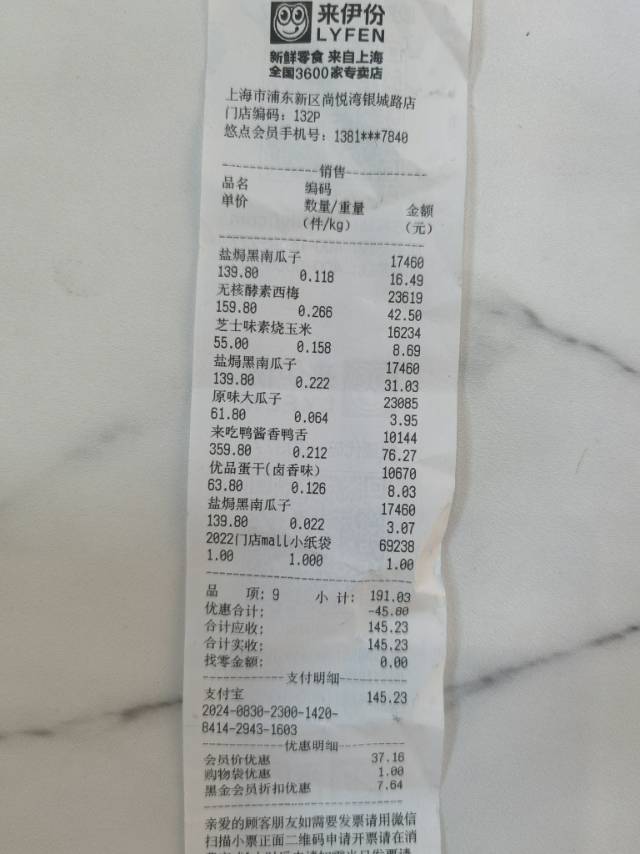 来伊份
LYFEN
新鲜零食 来自上海
全国3600家专卖店
上海市浦东新区尚悦湾银城路店
门店编码：132P
悠点会员手机号：1381***7840
销售
品名 编码
单价 数量/重量 金额
(件/kg) (元)
盐焗黑南瓜子 17460
139.80 0.118 16.49
无核酵素西梅 23619
159.80 0.266 42.50
芝士味素烧玉米 16234
55.00 0.158 8.69
盐焗黑南瓜子 17460
139.80 0.222 31.03
原味大瓜子 23085
61.80 0.064 3.95
来吃鸭酱香鸭舌 10144
359.80 0.212 76.27
优品蛋干(卤香味) 10670
63.80 0.126 8.03
盐焗黑南瓜子 17460
139.80 0.022 3.07
2022门店mall小纸袋 69238
1.00 1.000 1.00
品 项: 9 小 计: 191.03
优惠合计: -45.80
合计应收: 145.23
合计实收: 145.23
找零金额: 0.00
支付明细
支付宝 145.23
2024-0830-2300-1420-
8414-2943-1603
优惠明细
会员价优惠 37.16
购物袋优惠 1.00
黑金会员折扣优惠 7.64
亲爱的顾客朋友如需要发票请用微信
扫描小票正面二维码申请开票请在消